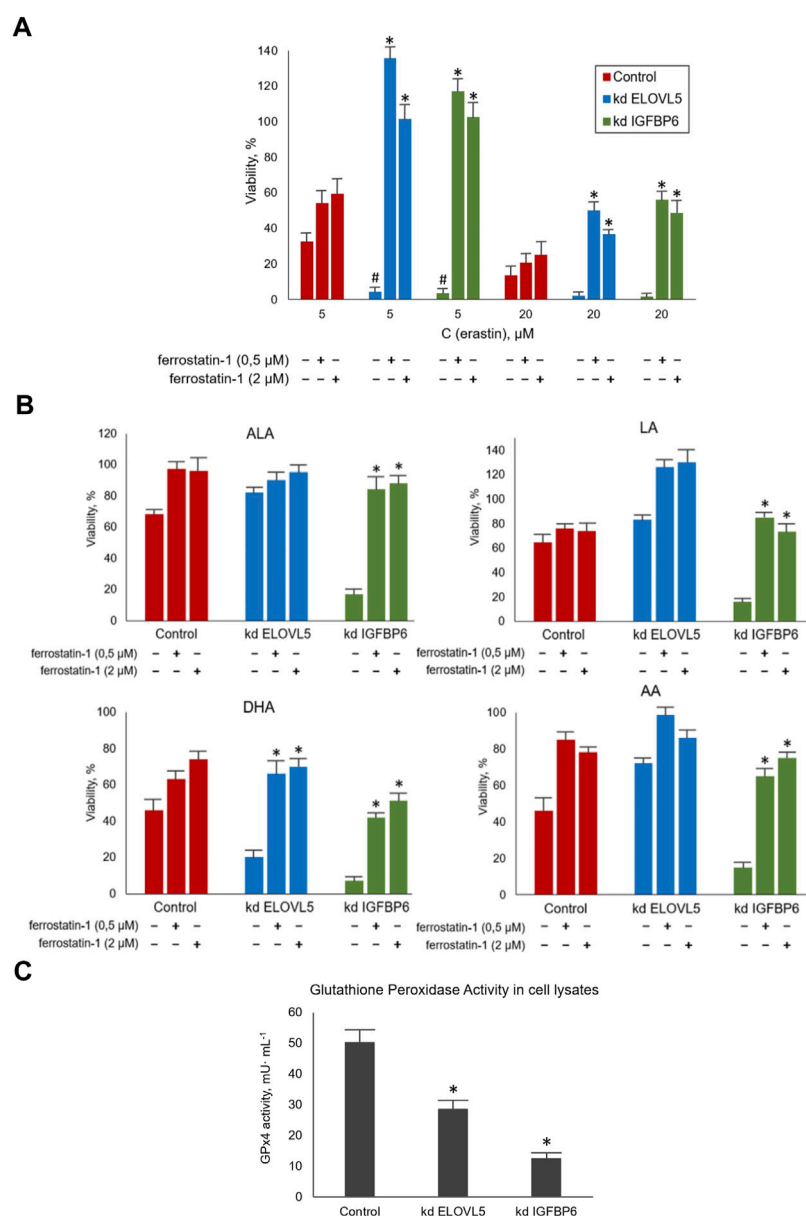 A
Viability, %
140
120
100
80
60
40
20
0
* * * * * * * *
# #
Control
kd ELOVL5
kd IGFBP6
5 5 5 20 20 20
C (erastin), µM
ferrostatin-1 (0,5 µM) – + – – + – – + – – + – – + – – + –
ferrostatin-1 (2 µM) – – + – – + – – + – – + – – + – – +
B
ALA
Viability, %
120
100
80
60
40
20
0
* *
Control kd ELOVL5 kd IGFBP6
ferrostatin-1 (0,5 µM) – + – – + – – + –
ferrostatin-1 (2 µM) – – + – – + – – +
LA
Viability, %
140
120
100
80
60
40
20
0
* *
Control kd ELOVL5 kd IGFBP6
ferrostatin-1 (0,5 µM) – + – – + – – + –
ferrostatin-1 (2 µM) – – + – – + – – +
DHA
Viability, %
100
80
60
40
20
0
* * * *
Control kd ELOVL5 kd IGFBP6
ferrostatin-1 (0,5 µM) – + – – + – – + –
ferrostatin-1 (2 µM) – – + – – + – – +
AA
Viability, %
100
80
60
40
20
0
* *
Control kd ELOVL5 kd IGFBP6
ferrostatin-1 (0,5 µM) – + – – + – – + –
ferrostatin-1 (2 µM) – – + – – + – – +
C
Glutathione Peroxidase Activity in cell lysates
GPx4 activity, mU· mL⁻¹
60
50
40
30
20
10
0
* *
Control kd ELOVL5 kd IGFBP6